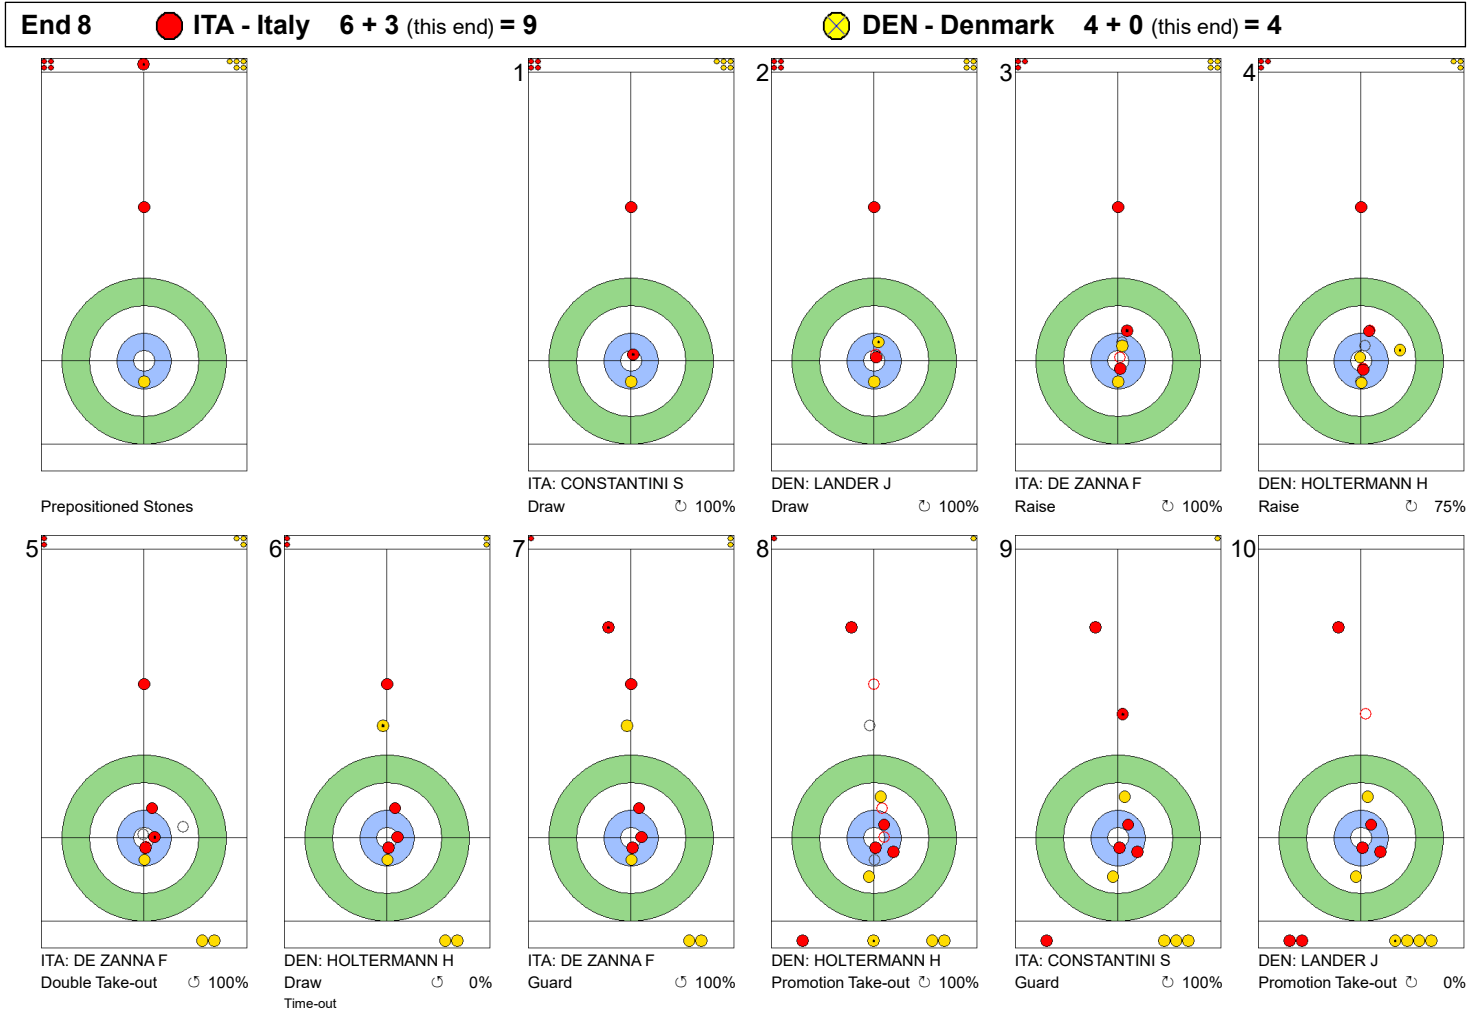 End 8 ITA - Italy 6 + 3 (this end) = 9 DEN - Denmark 4 + 0 (this end) = 4
Prepositioned Stones
1
ITA: CONSTANTINI S
Draw ↻ 100%
2
DEN: LANDER J
Draw ↻ 100%
3
ITA: DE ZANNA F
Raise ↻ 100%
4
DEN: HOLTERMANN H
Raise ↻ 75%
5
ITA: DE ZANNA F
Double Take-out ↺ 100%
6
DEN: HOLTERMANN H
Draw ↺ 0%
Time-out
7
ITA: DE ZANNA F
Guard ↺ 100%
8
DEN: HOLTERMANN H
Promotion Take-out ↻ 100%
9
ITA: CONSTANTINI S
Guard ↺ 100%
10
DEN: LANDER J
Promotion Take-out ↻ 0%